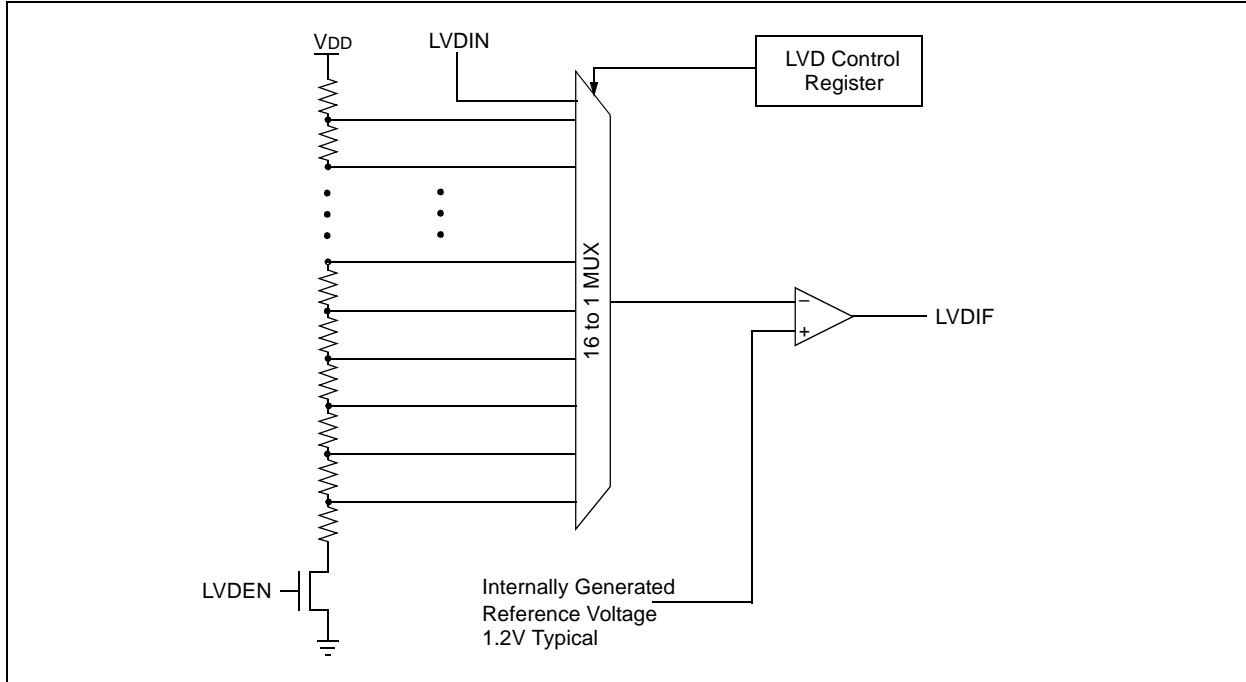 VDD
LVDIN
LVD Control
Register
16 to 1 MUX
–
+
LVDIF
LVDEN
Internally Generated
Reference Voltage
1.2V Typical